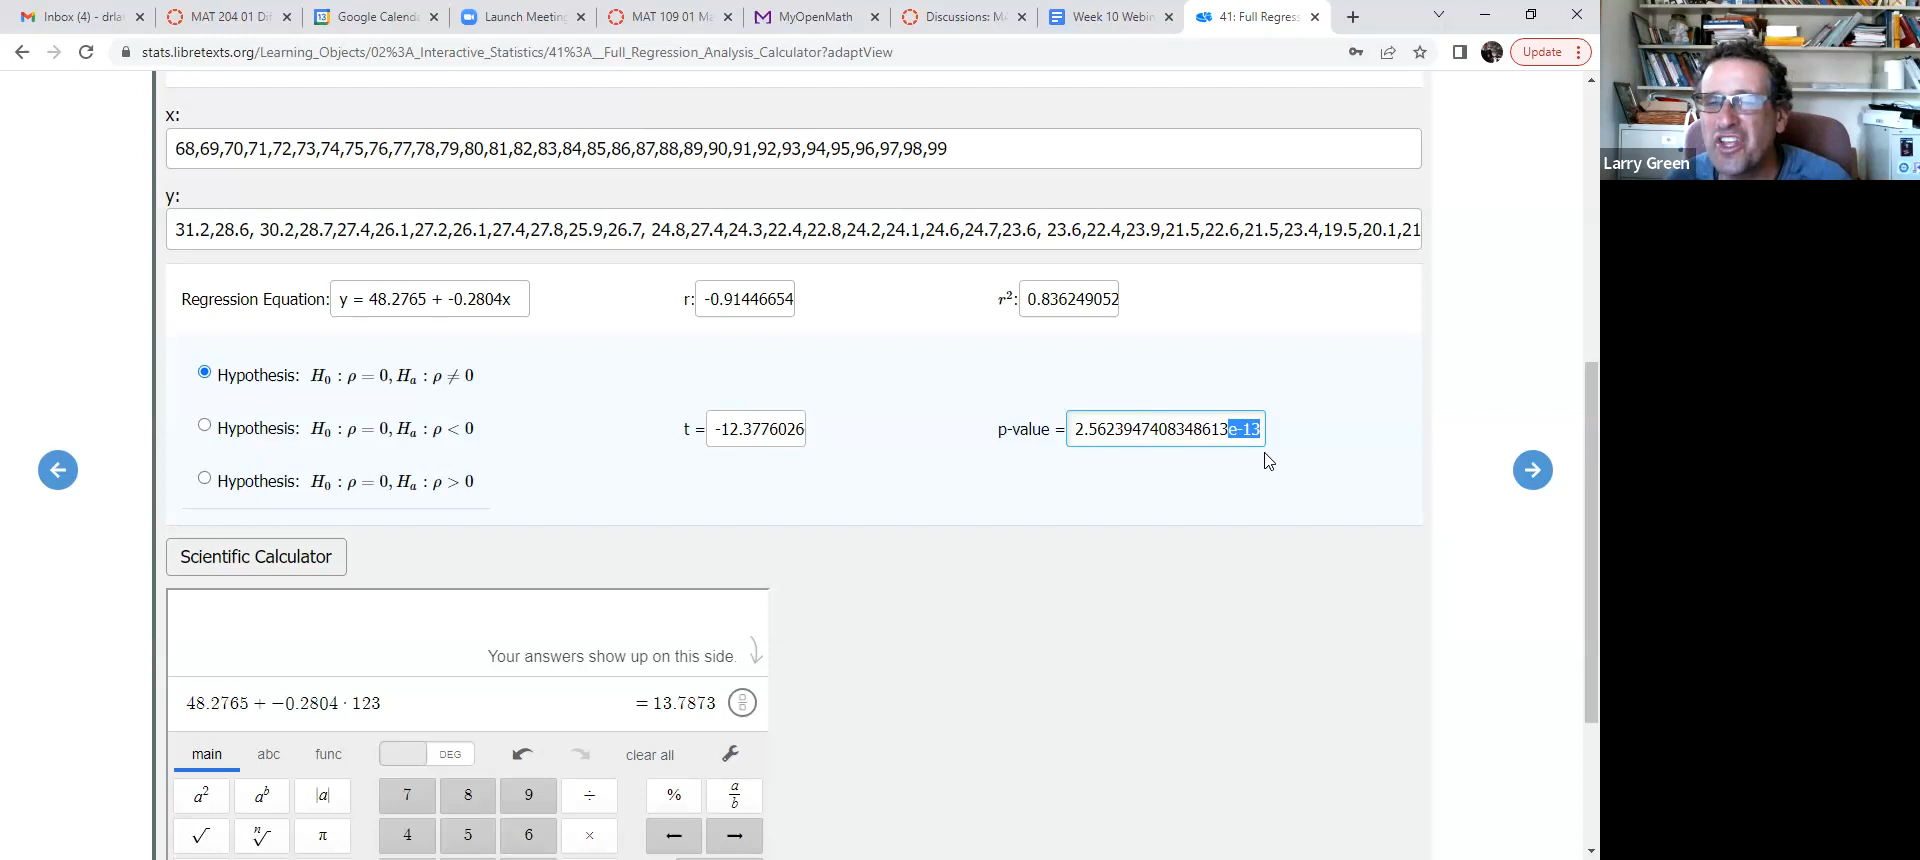 Inbox (4) - drla
MAT 204 01 Dif
Google Calenda
Launch Meeting
MAT 109 01 Ma
MyOpenMath
Discussions: MA
Week 10 Webin
41: Full Regress
stats.libretexts.org/Learning_Objects/02%3A_Interactive_Statistics/41%3A__Full_Regression_Analysis_Calculator?adaptView
Update
Larry Green
x:
68,69,70,71,72,73,74,75,76,77,78,79,80,81,82,83,84,85,86,87,88,89,90,91,92,93,94,95,96,97,98,99
y:
31.2,28.6, 30.2,28.7,27.4,26.1,27.2,26.1,27.4,27.8,25.9,26.7, 24.8,27.4,24.3,22.4,22.8,24.2,24.1,24.6,24.7,23.6, 23.6,22.4,23.9,21.5,22.6,21.5,23.4,19.5,20.1,21
Regression Equation: y = 48.2765 + -0.2804x r: -0.91446654 r²: 0.836249052
Hypothesis: H₀ : ρ = 0, Hₐ : ρ ≠ 0
Hypothesis: H₀ : ρ = 0, Hₐ : ρ < 0 t = -12.3776026 p-value = 2.5623947408348613e-13
Hypothesis: H₀ : ρ = 0, Hₐ : ρ > 0
Scientific Calculator
Your answers show up on this side.
48.2765 + −0.2804 · 123 = 13.7873
main abc func DEG clear all
a² aᵇ |a| 7 8 9 ÷ % a/b
√ ⁿ√ π 4 5 6 × ← →